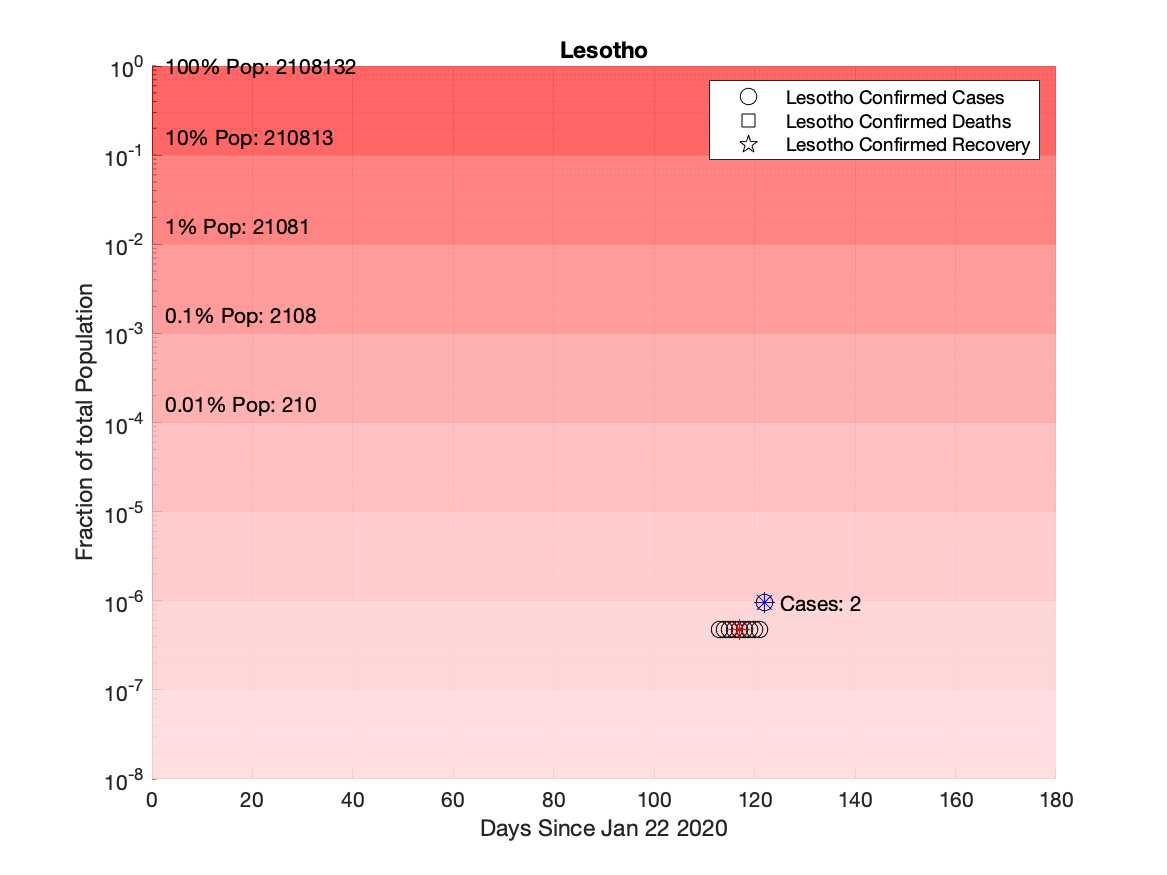 Lesotho
10^0
100% Pop: 2108132
Lesotho Confirmed Cases
Lesotho Confirmed Deaths
Lesotho Confirmed Recovery
10% Pop: 210813
10^-1
1% Pop: 21081
10^-2
0.1% Pop: 2108
10^-3
0.01% Pop: 210
10^-4
10^-5
10^-6
Cases: 2
10^-7
10^-8
Fraction of total Population
0 20 40 60 80 100 120 140 160 180
Days Since Jan 22 2020